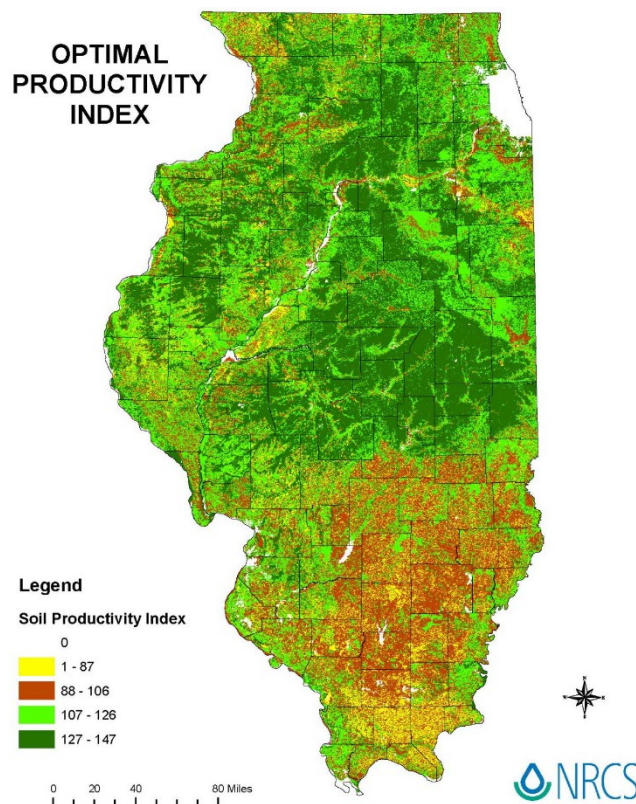 OPTIMAL
PRODUCTIVITY
INDEX
Legend
Soil Productivity Index
0
1 - 87
88 - 106
107 - 126
127 - 147
0 20 40 80 Miles
N
W E
S
NRCS